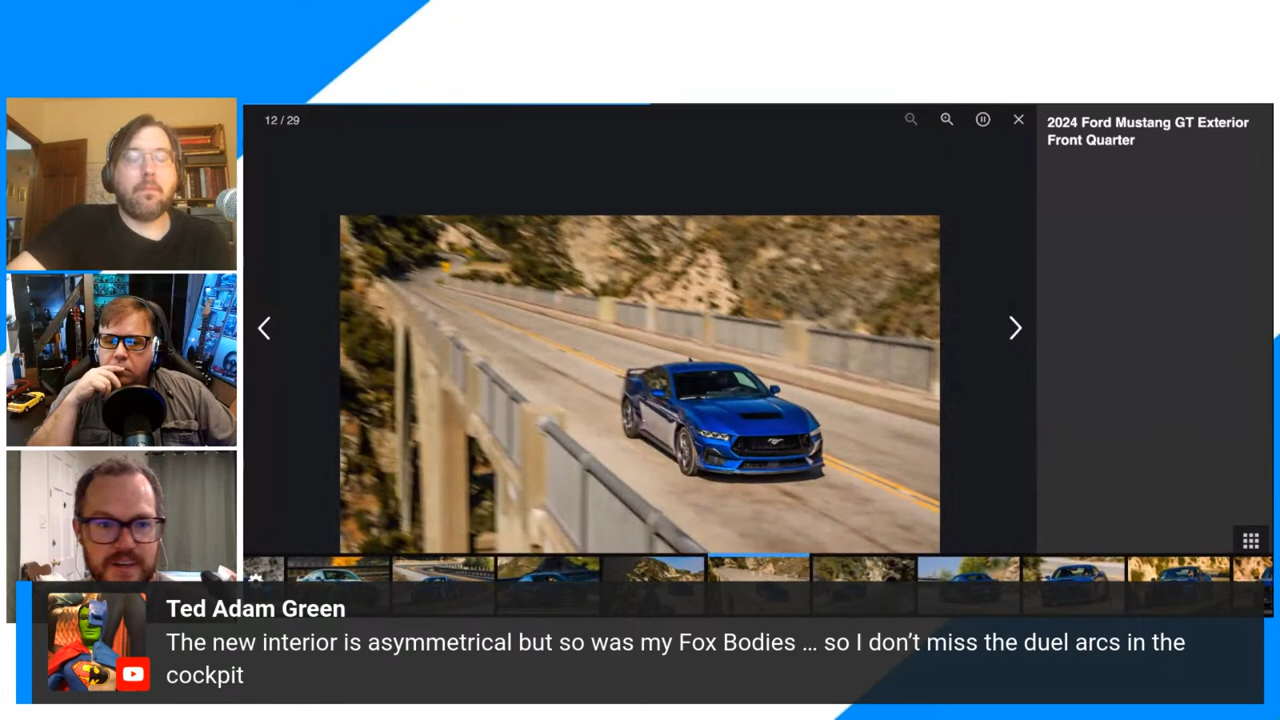 12 / 29
2024 Ford Mustang GT Exterior
Front Quarter
Ted Adam Green
The new interior is asymmetrical but so was my Fox Bodies … so I don’t miss the duel arcs in the
cockpit